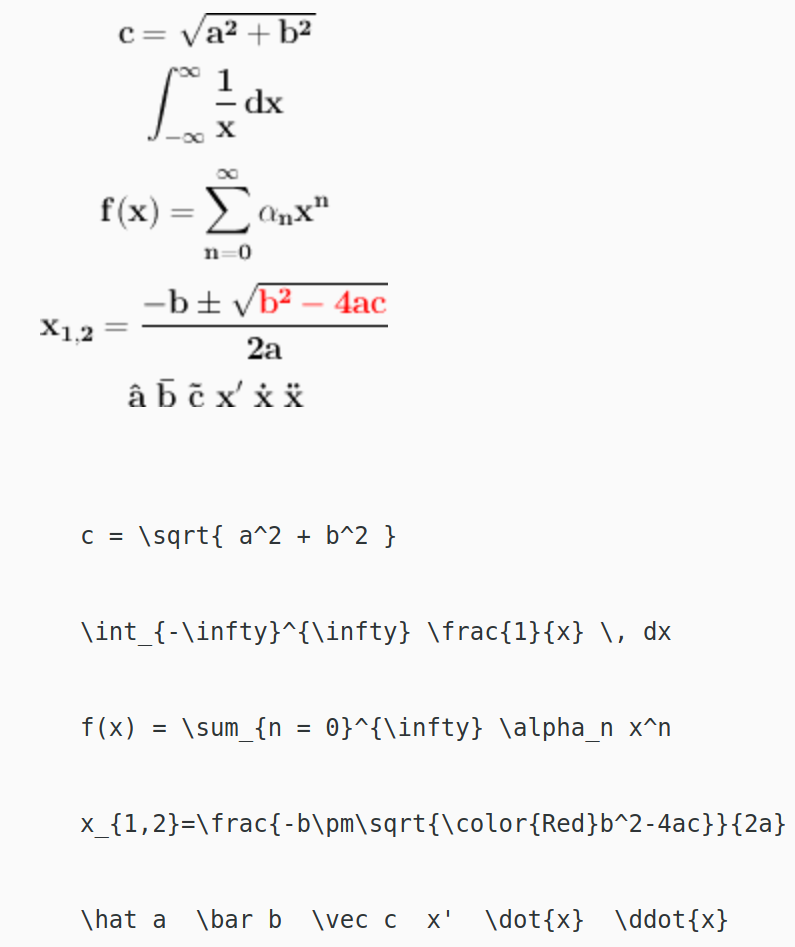 c = √a² + b²
∫_{−∞}^{∞} 1/x dx
f(x) = ∑_{n=0}^{∞} αₙxⁿ
x₁,₂ = (−b ± √b² − 4ac)/2a
â b̄ c̃ x′ ẋ ẍ
c = \sqrt{ a^2 + b^2 }
\int_{-\infty}^{\infty} \frac{1}{x} \, dx
f(x) = \sum_{n = 0}^{\infty} \alpha_n x^n
x_{1,2}=\frac{-b\pm\sqrt{\color{Red}b^2-4ac}}{2a}
\hat a  \bar b  \vec c  x'  \dot{x}  \ddot{x}